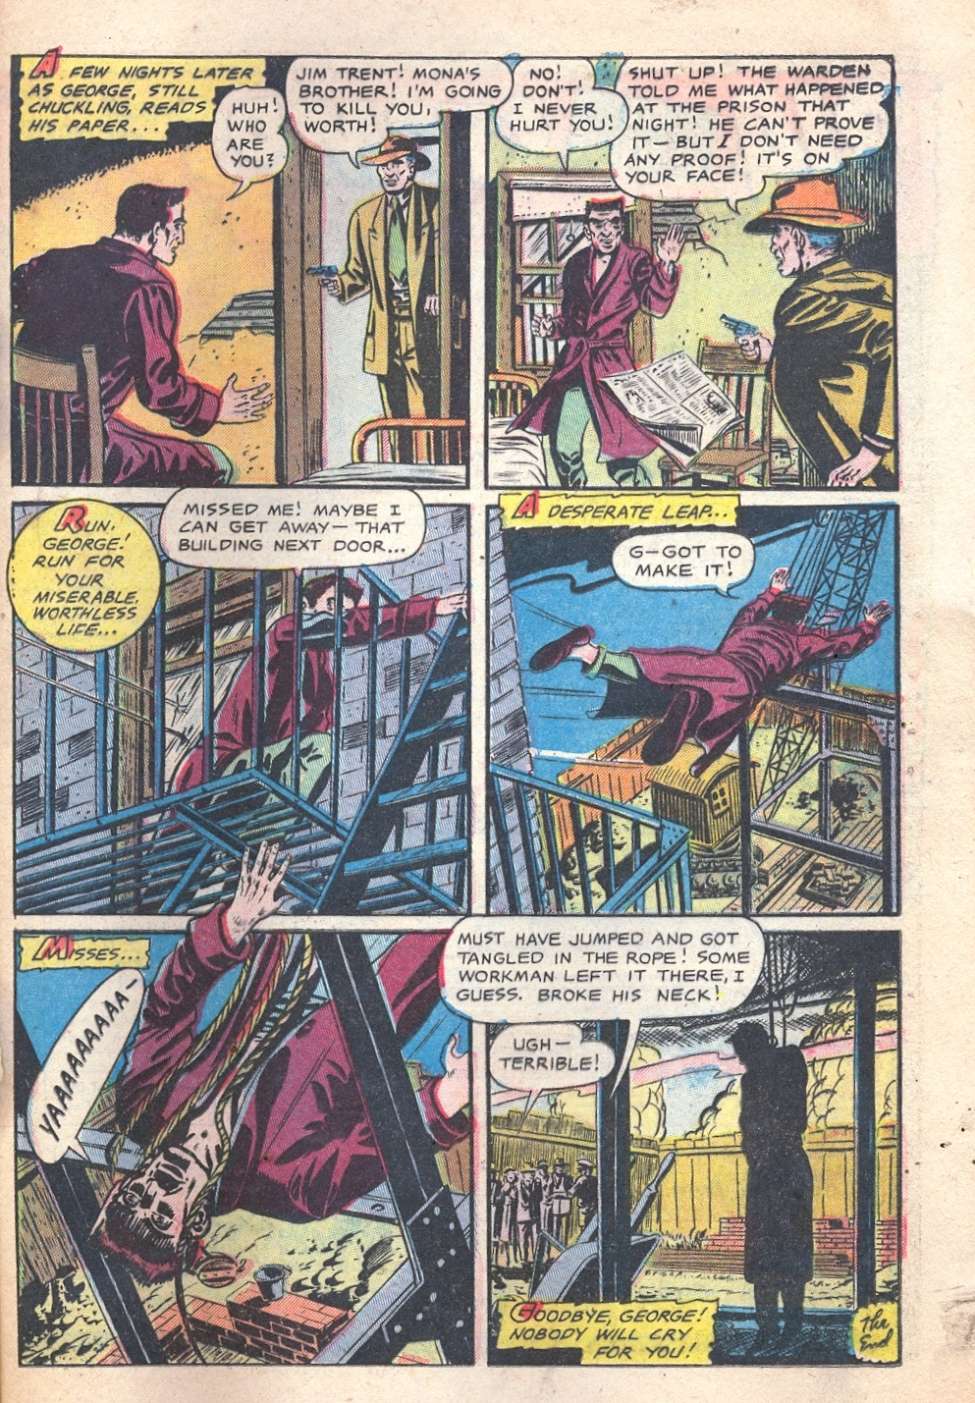 A FEW NIGHTS LATER
AS GEORGE, STILL
CHUCKLING, READS
HIS PAPER...
HUH!
WHO
ARE
YOU?
JIM TRENT! MONA'S
BROTHER! I'M GOING
TO KILL YOU,
WORTH!
NO!
DON'T!
I NEVER
HURT YOU!
SHUT UP! THE WARDEN
TOLD ME WHAT HAPPENED
AT THE PRISON THAT
NIGHT! HE CAN'T PROVE
IT—BUT I DON'T NEED
ANY PROOF! IT'S ON
YOUR FACE!
RUN,
GEORGE!
RUN FOR
YOUR
MISERABLE,
WORTHLESS
LIFE...
MISSED ME! MAYBE I
CAN GET AWAY—THAT
BUILDING NEXT DOOR...
A DESPERATE LEAP...
G-GOT TO
MAKE IT!
MISSES...
YAAAAAAAAA-
MUST HAVE JUMPED AND GOT
TANGLED IN THE ROPE! SOME
WORKMAN LEFT IT THERE, I
GUESS. BROKE HIS NECK!
UGH—
TERRIBLE!
GOODBYE, GEORGE!
NOBODY WILL CRY
FOR YOU!
The
End